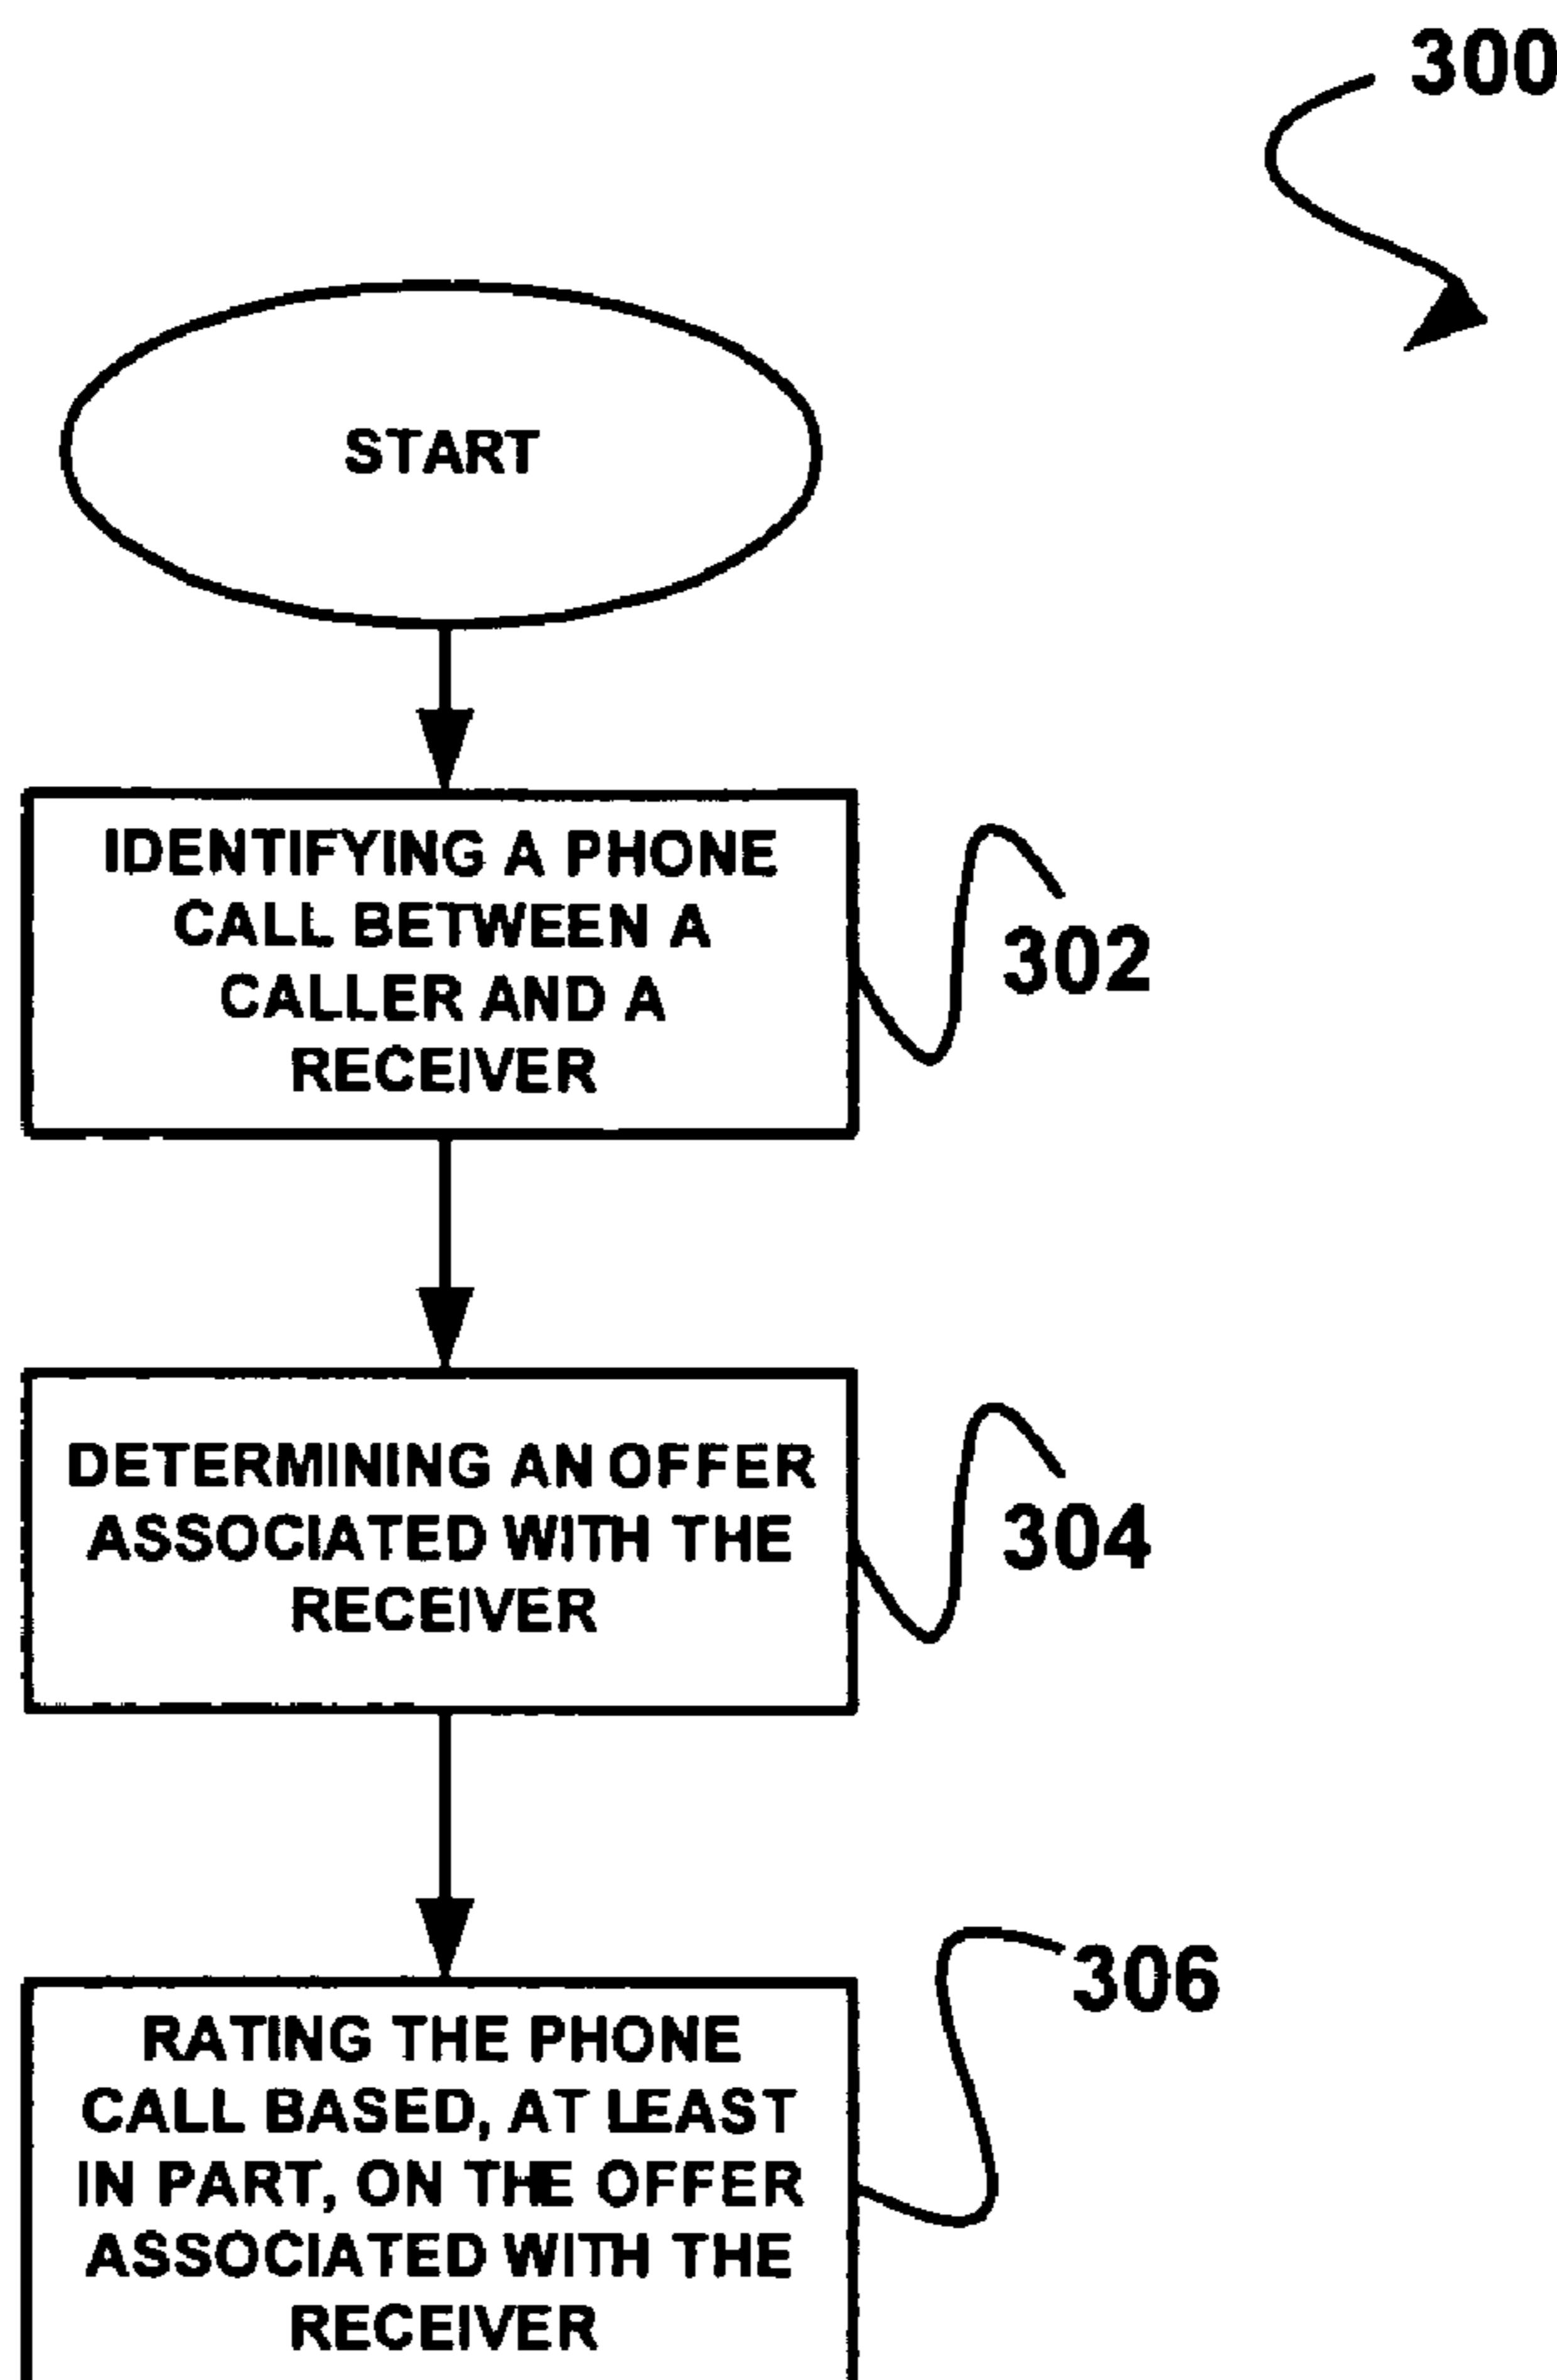 300
START
IDENTIFYING A PHONE
CALL BETWEEN A
CALLER AND A
RECEIVER
302
DETERMINING AN OFFER
ASSOCIATED WITH THE
RECEIVER
304
RATING THE PHONE
CALL BASED, AT LEAST
IN PART, ON THE OFFER
ASSOCIATED WITH THE
RECEIVER
306